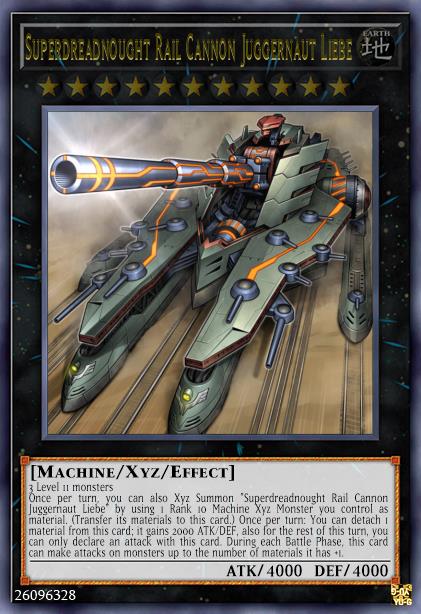 Superdreadnought Rail Cannon Juggernaut Liebe
EARTH
地
[Machine/Xyz/Effect]
3 Level 11 monsters
Once per turn, you can also Xyz Summon "Superdreadnought Rail Cannon
Juggernaut Liebe" by using 1 Rank 10 Machine Xyz Monster you control as
material. (Transfer its materials to this card.) Once per turn: You can detach 1
material from this card; it gains 2000 ATK/DEF, also for the rest of this turn, you
can only declare an attack with this card. During each Battle Phase, this card
can make attacks on monsters up to the number of materials it has +1.
ATK/4000 DEF/4000
26096328